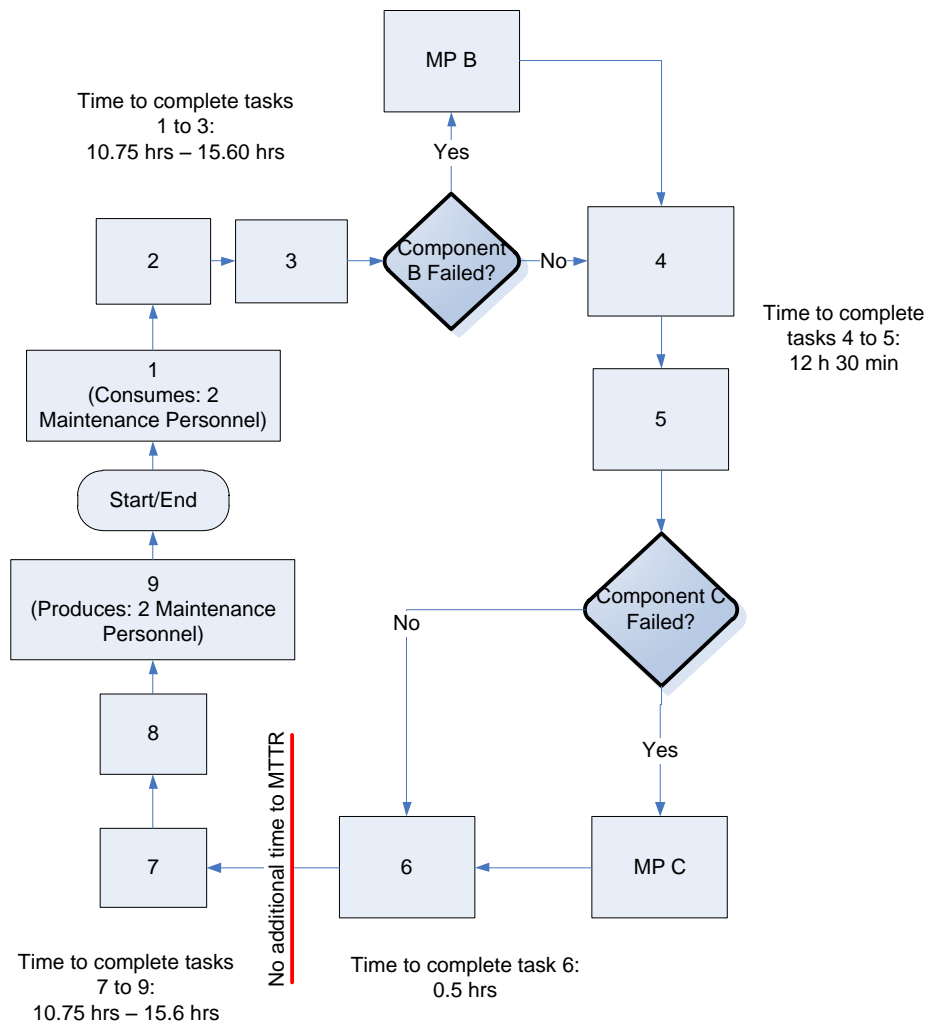 MP B
Time to complete tasks
1 to 3:
10.75 hrs – 15.60 hrs
Yes
2
3
Component
B Failed?
No
4
Time to complete
tasks 4 to 5:
12 h 30 min
1
(Consumes: 2
Maintenance Personnel)
5
Start/End
9
(Produces: 2 Maintenance
Personnel)
Component C
Failed?
No
8
Yes
No additional time to MTTR
7
6
MP C
Time to complete tasks
7 to 9:
10.75 hrs – 15.6 hrs
Time to complete task 6:
0.5 hrs